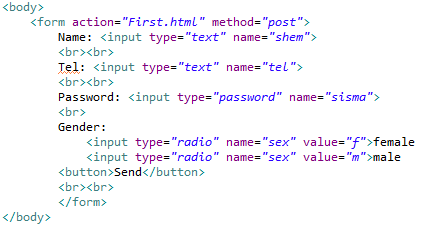 <body>
<form action="First.html" method="post">
Name: <input type="text" name="shem">
<br><br>
Tel: <input type="text" name="tel">
<br><br>
Password: <input type="password" name="sisma">
<br>
Gender:
<input type="radio" name="sex" value="f">female
<input type="radio" name="sex" value="m">male
<button>Send</button>
<br><br>
</form>
</body>